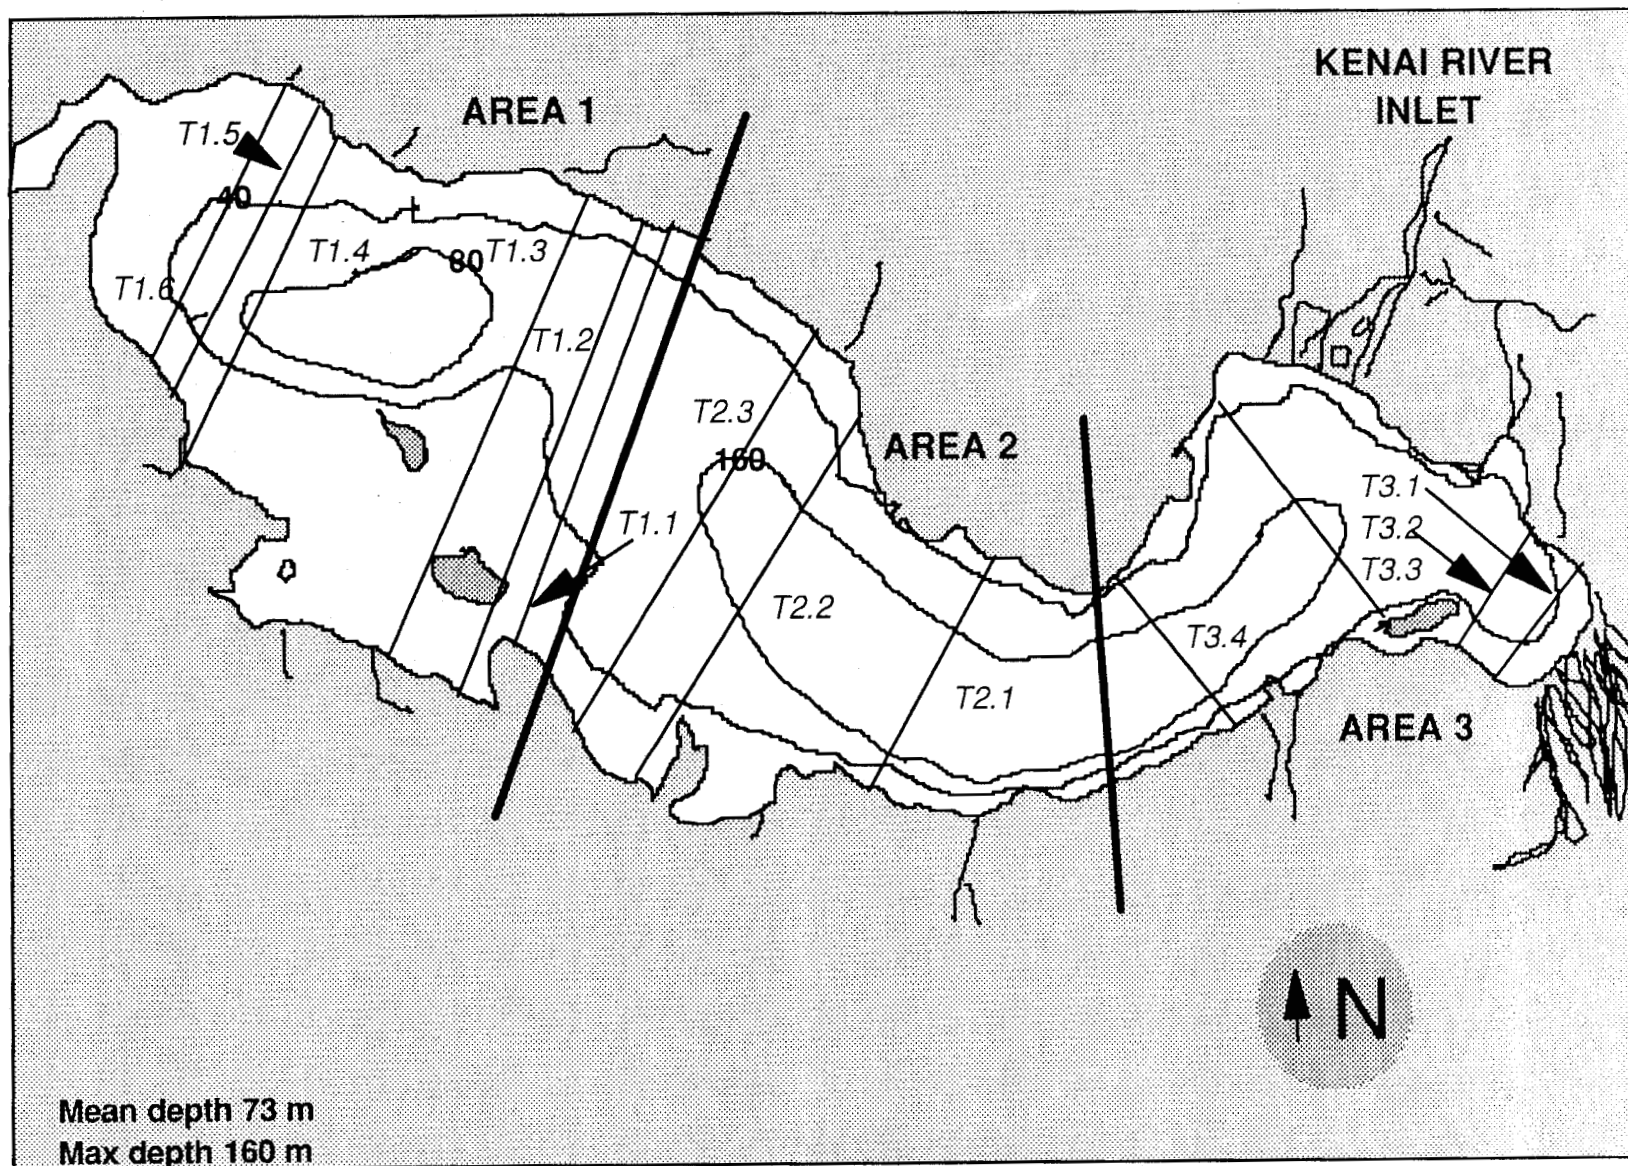 KENAI RIVER
INLET
AREA 1
T1.5
40
T1.4
80
T1.3
T1.6
T1.2
T2.3
160
AREA 2
T1.1
T3.1
T3.2
T3.3
T2.2
T3.4
T2.1
AREA 3
N
Mean depth 73 m
Max depth 160 m